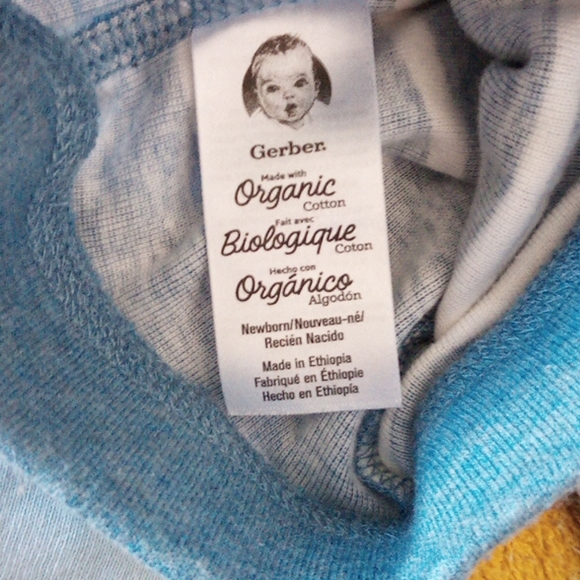 Gerber.
Made with
Organic
Cotton
Fait avec
Biologique
Coton
Hecho con
Orgánico
Algodón
Newborn/Nouveau-né/
Recién Nacido
Made in Ethiopia
Fabriqué en Éthiopie
Hecho en Ethiopía